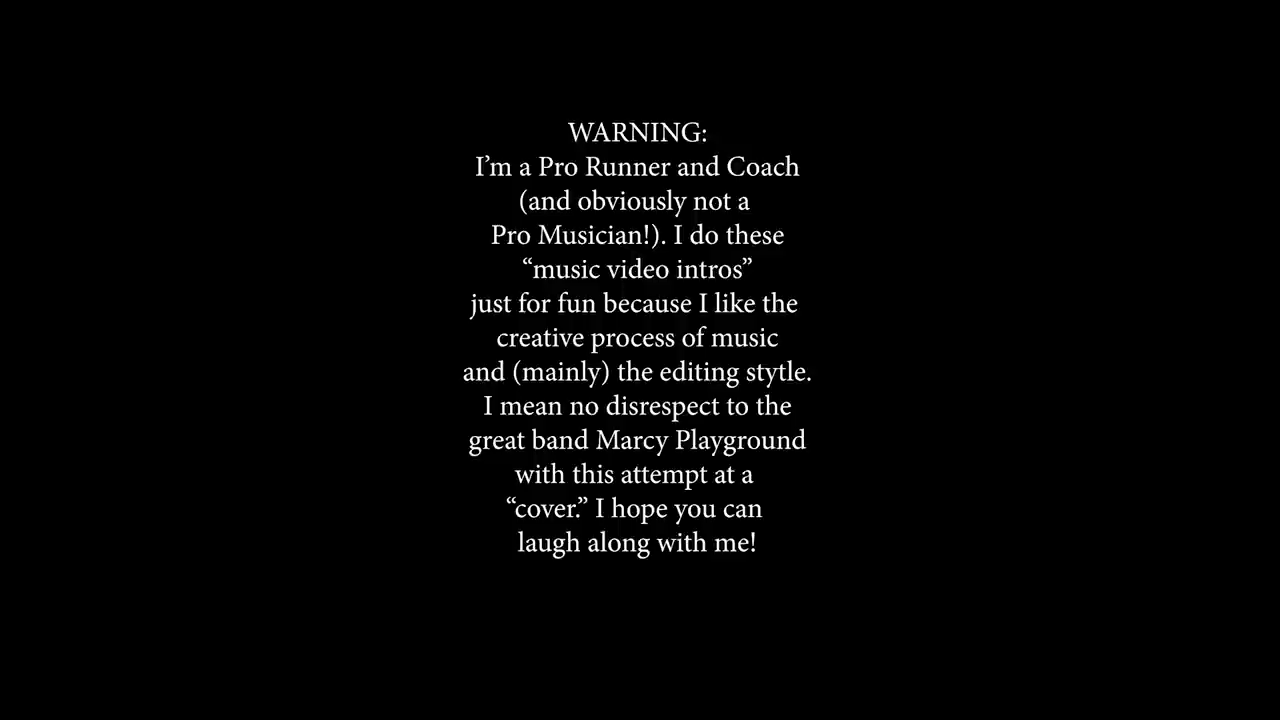 WARNING:
I’m a Pro Runner and Coach
(and obviously not a
Pro Musician!). I do these
“music video intros”
just for fun because I like the
creative process of music
and (mainly) the editing stytle.
I mean no disrespect to the
great band Marcy Playground
with this attempt at a
“cover.” I hope you can
laugh along with me!